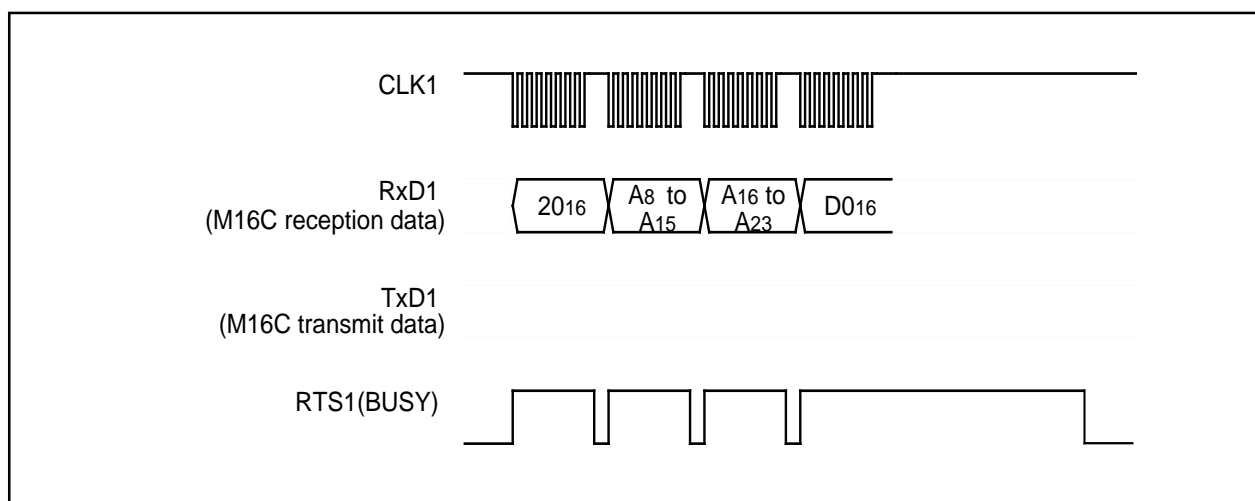 CLK1
RxD1
(M16C reception data)
2016
A8 to
A15
A16 to
A23
D016
TxD1
(M16C transmit data)
RTS1(BUSY)